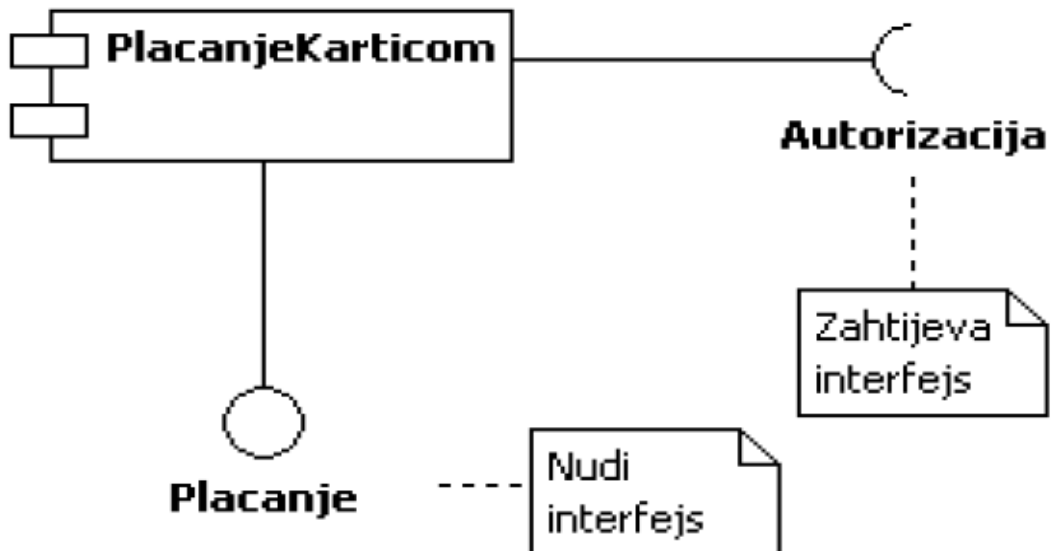 PlacanjeKarticom
Autorizacija
Zahtijeva
interfejs
Placanje
Nudi
interfejs